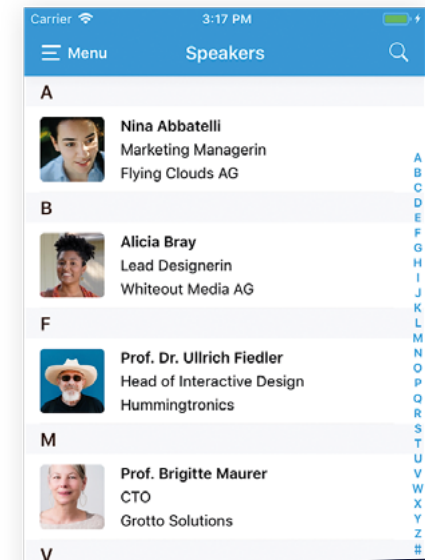 Carrier 3:17 PM
Menu Speakers
A
Nina Abbatelli
Marketing Managerin
Flying Clouds AG
B
Alicia Bray
Lead Designerin
Whiteout Media AG
F
Prof. Dr. Ullrich Fiedler
Head of Interactive Design
Hummingtronics
M
Prof. Brigitte Maurer
CTO
Grotto Solutions
V
A
B
C
D
E
F
G
H
I
J
K
L
M
N
O
P
Q
R
S
T
U
V
W
X
Y
Z
#